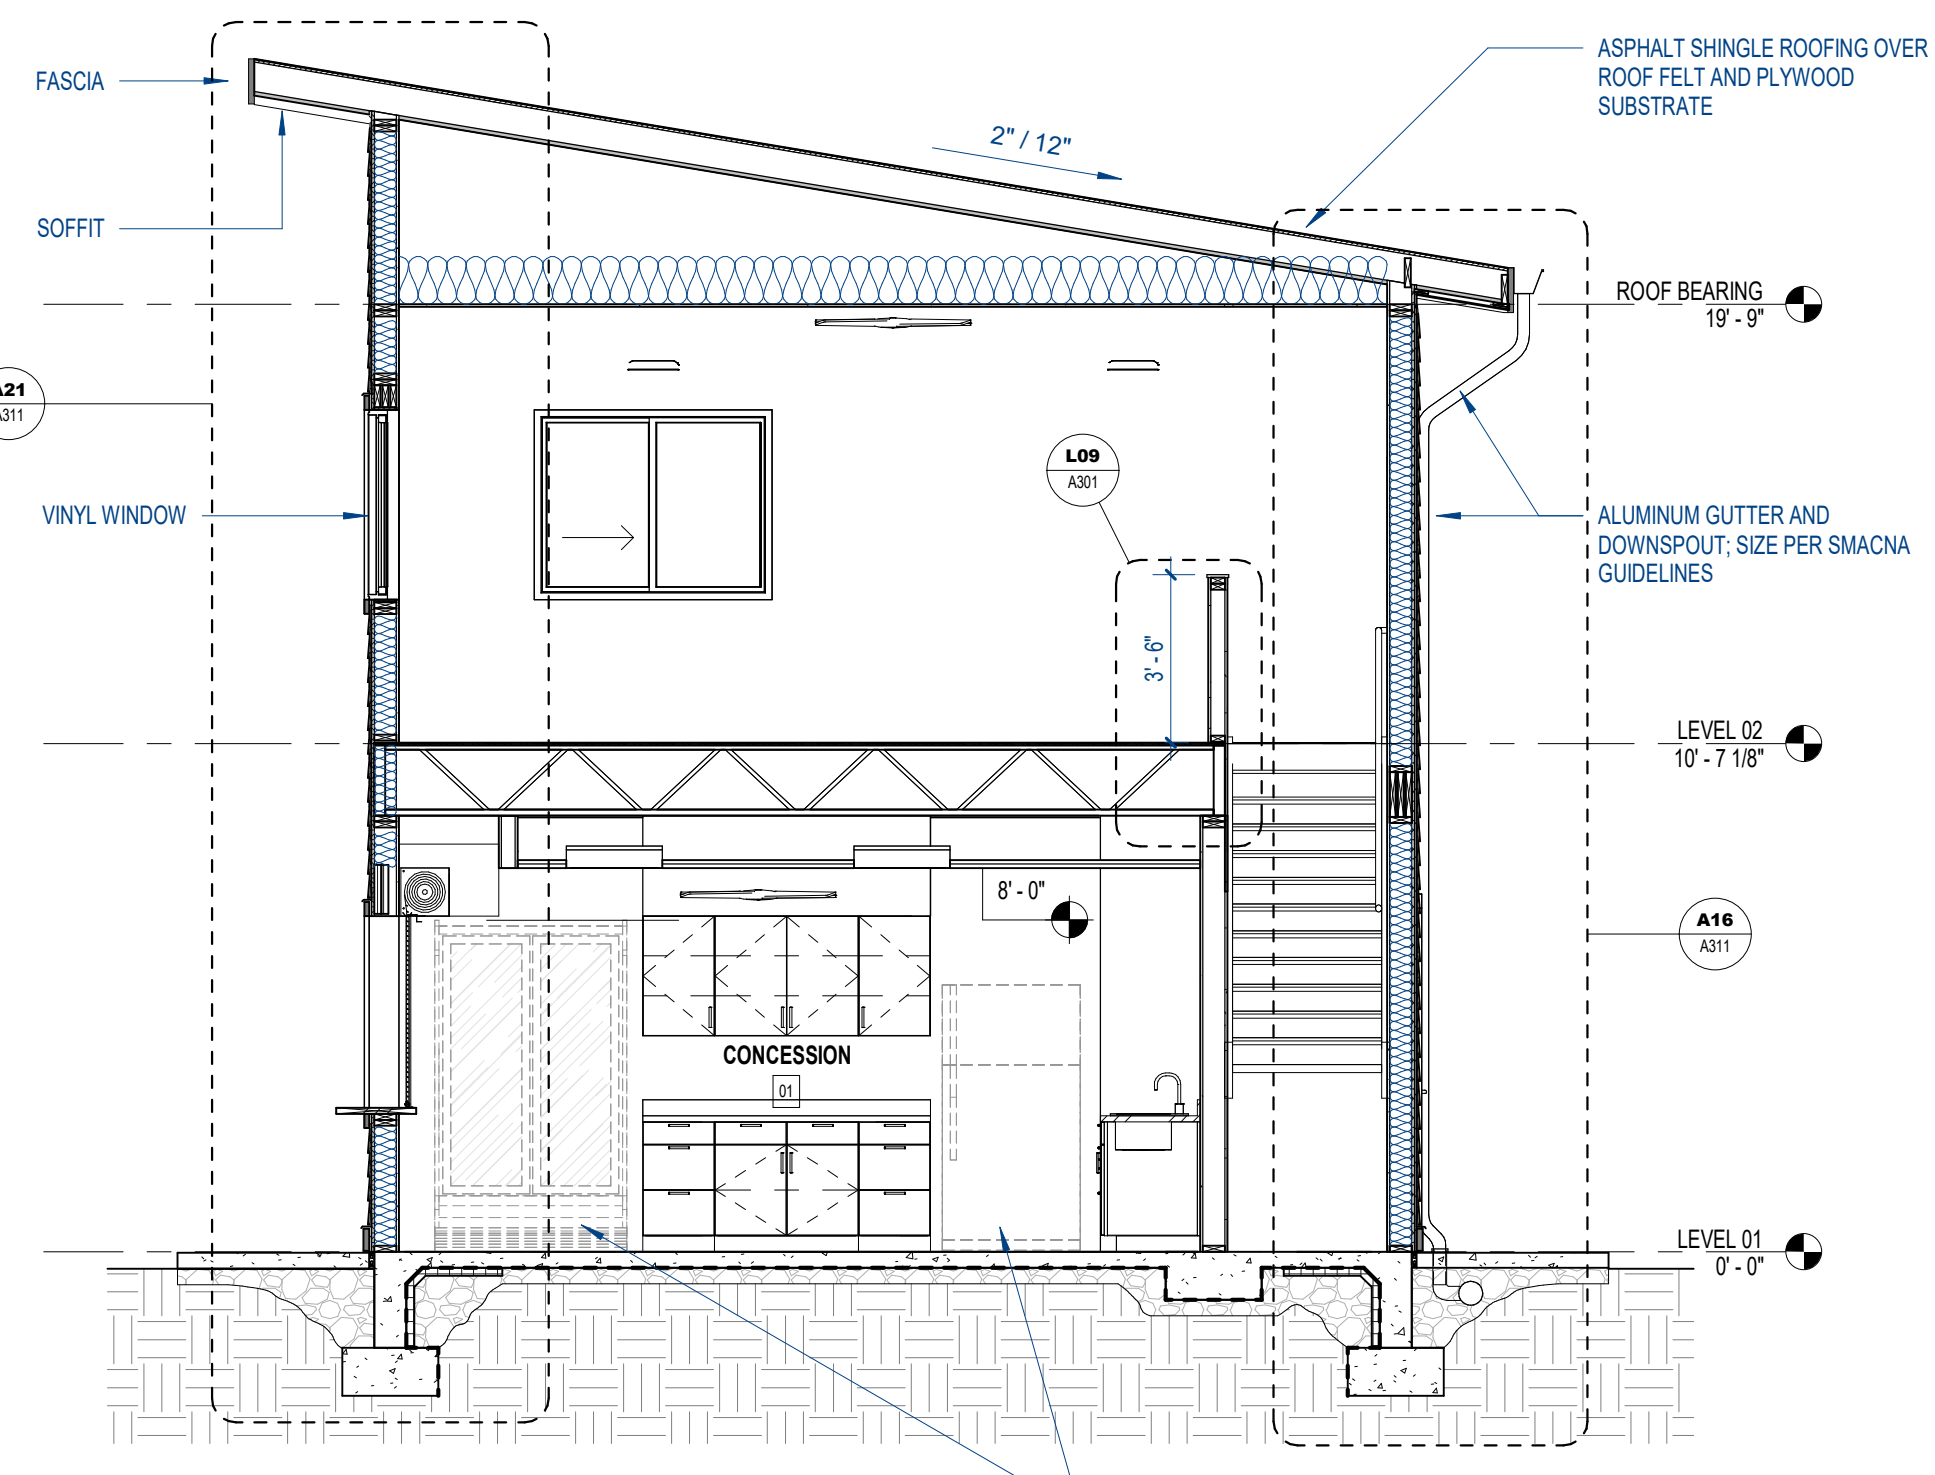 FASCIA
ASPHALT SHINGLE ROOFING OVER
ROOF FELT AND PLYWOOD
SUBSTRATE
2" / 12"
SOFFIT
ROOF BEARING
19' - 9"
A21
A311
L09
A301
VINYL WINDOW
ALUMINUM GUTTER AND
DOWNSPOUT; SIZE PER SMACNA
GUIDELINES
3' - 6"
LEVEL 02
10' - 7 1/8"
8' - 0"
A16
A311
CONCESSION
01
LEVEL 01
0' - 0"